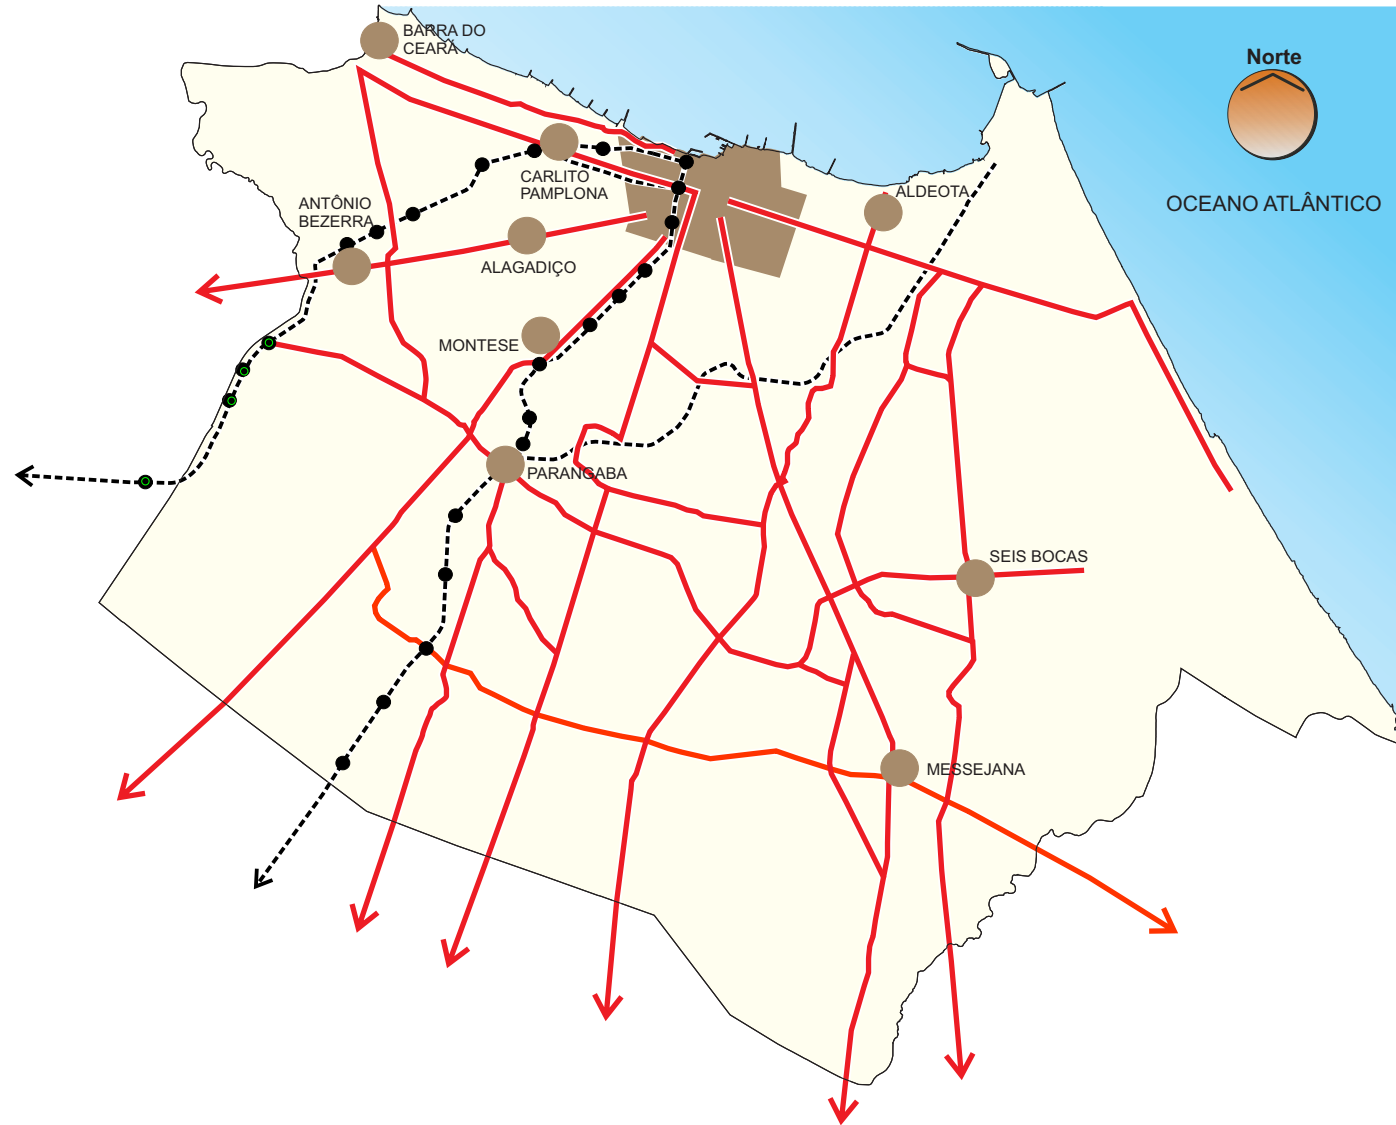 BARRA DO
CEARÁ
Norte
CARLITO
PAMPLONA
ALDEOTA
OCEANO ATLÂNTICO
ANTÔNIO
BEZERRA
ALAGADIÇO
MONTESE
PARANGABA
SEIS BOCAS
MESSEJANA